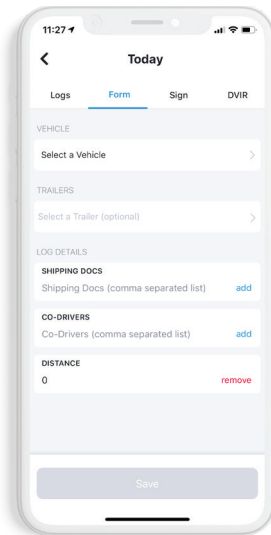 11:27
Today
Logs Form Sign DVIR
VEHICLE
Select a Vehicle
TRAILERS
Select a Trailer (optional)
LOG DETAILS
SHIPPING DOCS
Shipping Docs (comma separated list) add
CO-DRIVERS
Co-Drivers (comma separated list) add
DISTANCE
0 remove
Save